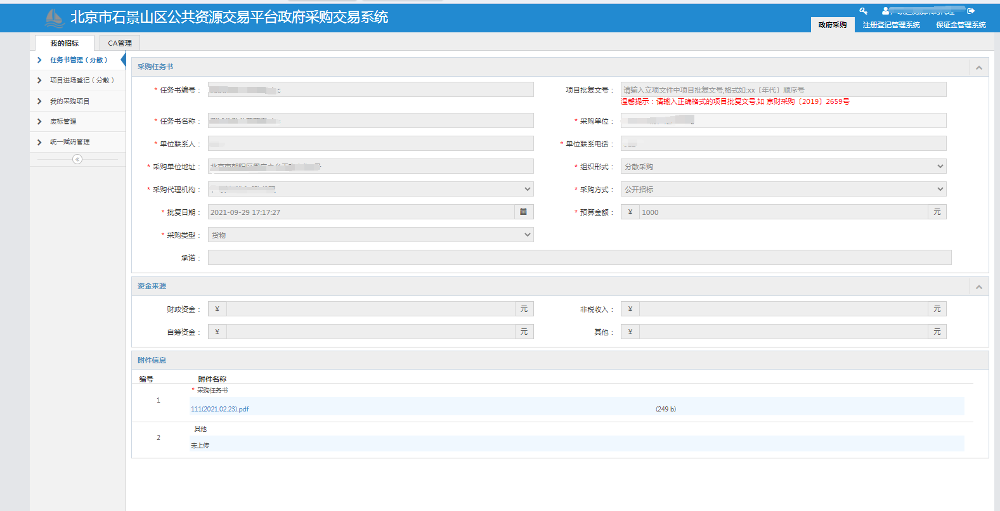 北京市石景山区公共资源交易平台政府采购交易系统
政府采购 注册登记管理系统 保证金管理系统
我的招标 CA管理
任务书管理（分散）
项目进场登记（分散）
我的采购项目
废标管理
统一赋码管理
采购任务书
* 任务书编号：
项目批复文号： 请输入立项文件中项目批复文号,格式如:xx〔年代〕顺序号
温馨提示：请输入正确格式的项目批复文号,如 京财采购〔2019〕2659号
* 任务书名称：
* 采购单位：
* 单位联系人：
* 单位联系电话：
* 采购单位地址：
* 组织形式： 分散采购
* 采购代理机构：
* 采购方式： 公开招标
* 批复日期： 2021-09-29 17:17:27
* 预算金额： ¥ 1000 元
* 采购类型： 货物
承诺：
资金来源
财政资金： ¥ 元
非税收入： ¥ 元
自筹资金： ¥ 元
其他： ¥ 元
附件信息
编号 附件名称
* 采购任务书
1
111(2021.02.23).pdf (249 b)
其他
2
未上传